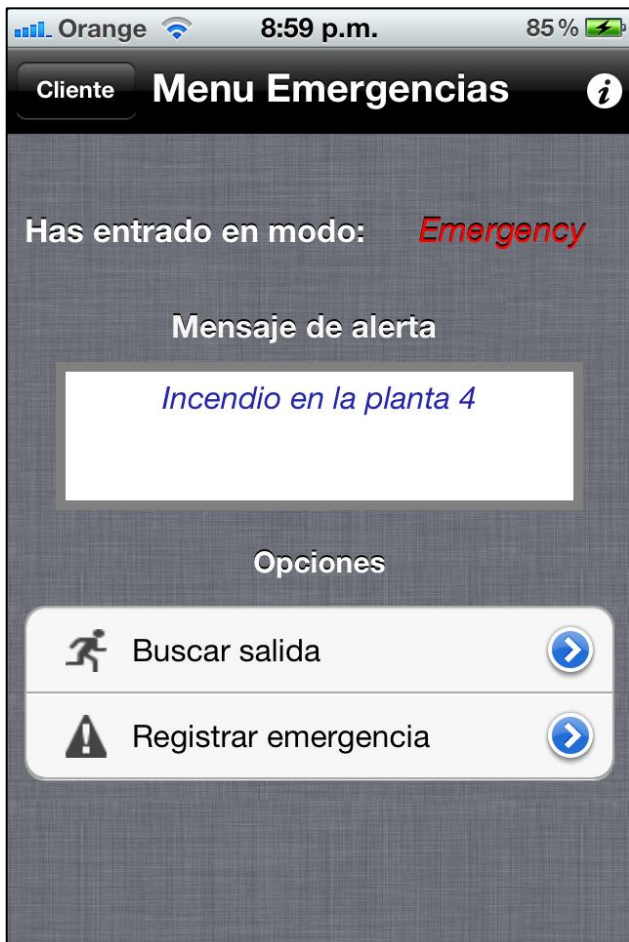 Orange 8:59 p.m. 85 %
Cliente Menu Emergencias
Has entrado en modo: Emergency
Mensaje de alerta
Incendio en la planta 4
Opciones
Buscar salida
Registrar emergencia